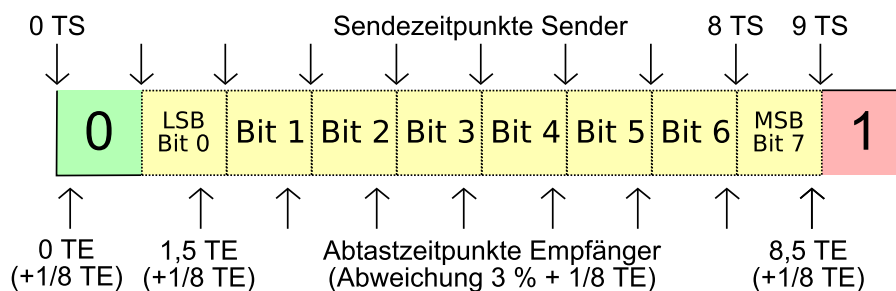 0 TS Sendezeitpunkte Sender 8 TS 9 TS
0 LSB Bit 0 Bit 1 Bit 2 Bit 3 Bit 4 Bit 5 Bit 6 MSB Bit 7 1
0 TE 1,5 TE Abtastzeitpunkte Empfänger 8,5 TE
(+1/8 TE) (+1/8 TE) (Abweichung 3 % + 1/8 TE) (+1/8 TE)